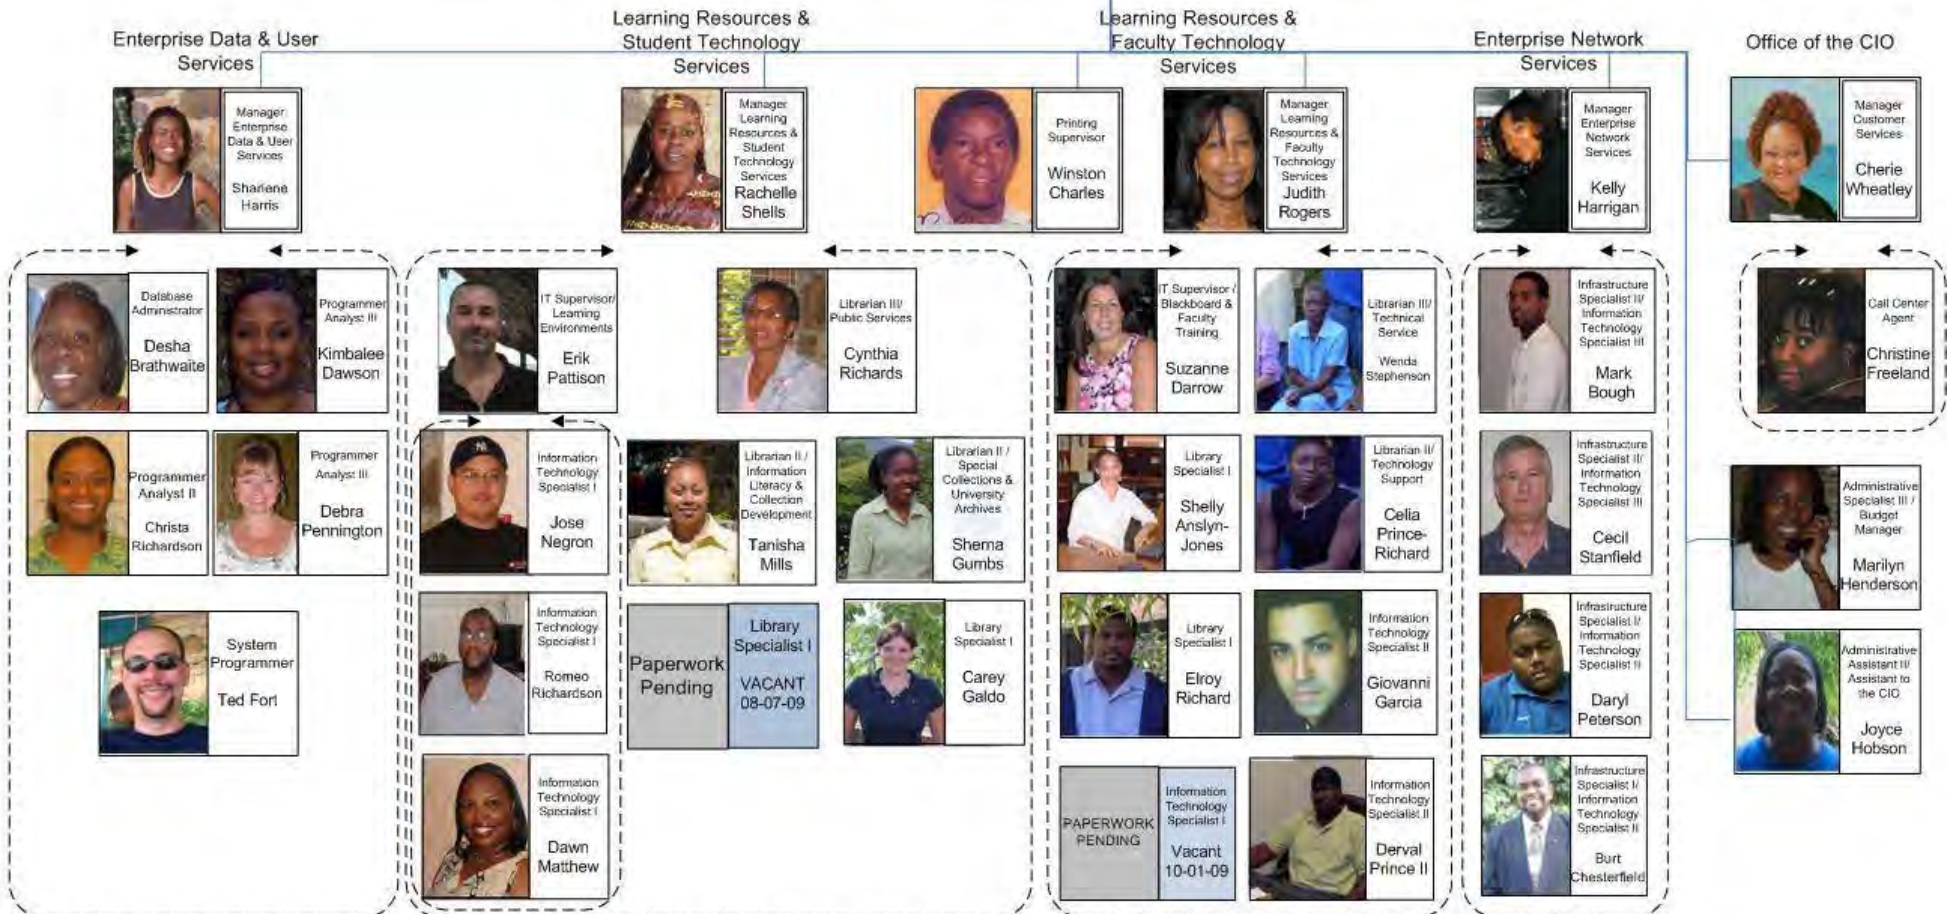 Enterprise Data & User
Services
Learning Resources &
Student Technology
Services
Learning Resources &
Faculty Technology
Services
Enterprise Network
Services
Office of the CIO
Manager
Enterprise
Data & User
Services
Sharlene
Harris
Manager
Learning
Resources &
Student
Technology
Services
Rachelle
Shells
Printing
Supervisor
Winston
Charles
Manager
Learning
Resources &
Faculty
Technology
Services
Judith
Rogers
Manager
Enterprise
Network
Services
Kelly
Harrigan
Manager
Customer
Services
Cherie
Wheatley
Database
Administrator
Desha
Brathwaite
Programmer
Analyst III
Kimbalee
Dawson
IT Supervisor/
Learning
Environments
Erik
Pattison
Librarian III/
Public Services
Cynthia
Richards
IT Supervisor /
Blackboard &
Faculty
Training
Suzanne
Darrow
Librarian III/
Technical
Service
Wenda
Stephenson
Infrastructure
Specialist II/
Information
Technology
Specialist III
Mark
Bough
Call Center
Agent
Christine
Freeland
Programmer
Analyst II
Christa
Richardson
Programmer
Analyst III
Debra
Pennington
Information
Technology
Specialist I
Jose
Negron
Librarian II /
Information
Literacy &
Collection
Development
Tanisha
Mills
Librarian II /
Special
Collections &
University
Archives
Sherna
Gumbs
Library
Specialist I
Shelly
Anslyn-
Jones
Librarian II/
Technology
Support
Celia
Prince-
Richard
Infrastructure
Specialist II/
Information
Technology
Specialist III
Cecil
Stanfield
Administrative
Specialist III /
Budget
Manager
Marilyn
Henderson
System
Programmer
Ted Fort
Information
Technology
Specialist I
Romeo
Richardson
Paperwork
Pending
Library
Specialist I
VACANT
08-07-09
Library
Specialist I
Carey
Galdo
Library
Specialist I
Elroy
Richard
Information
Technology
Specialist II
Giovanni
Garcia
Infrastructure
Specialist I/
Information
Technology
Specialist II
Daryl
Peterson
Administrative
Assistant II/
Assistant to
the CIO
Joyce
Hobson
Information
Technology
Specialist I
Dawn
Matthew
PAPERWORK
PENDING
Information
Technology
Specialist I
Vacant
10-01-09
Information
Technology
Specialist II
Derval
Prince II
Infrastructure
Specialist I/
Information
Technology
Specialist II
Burt
Chesterfield